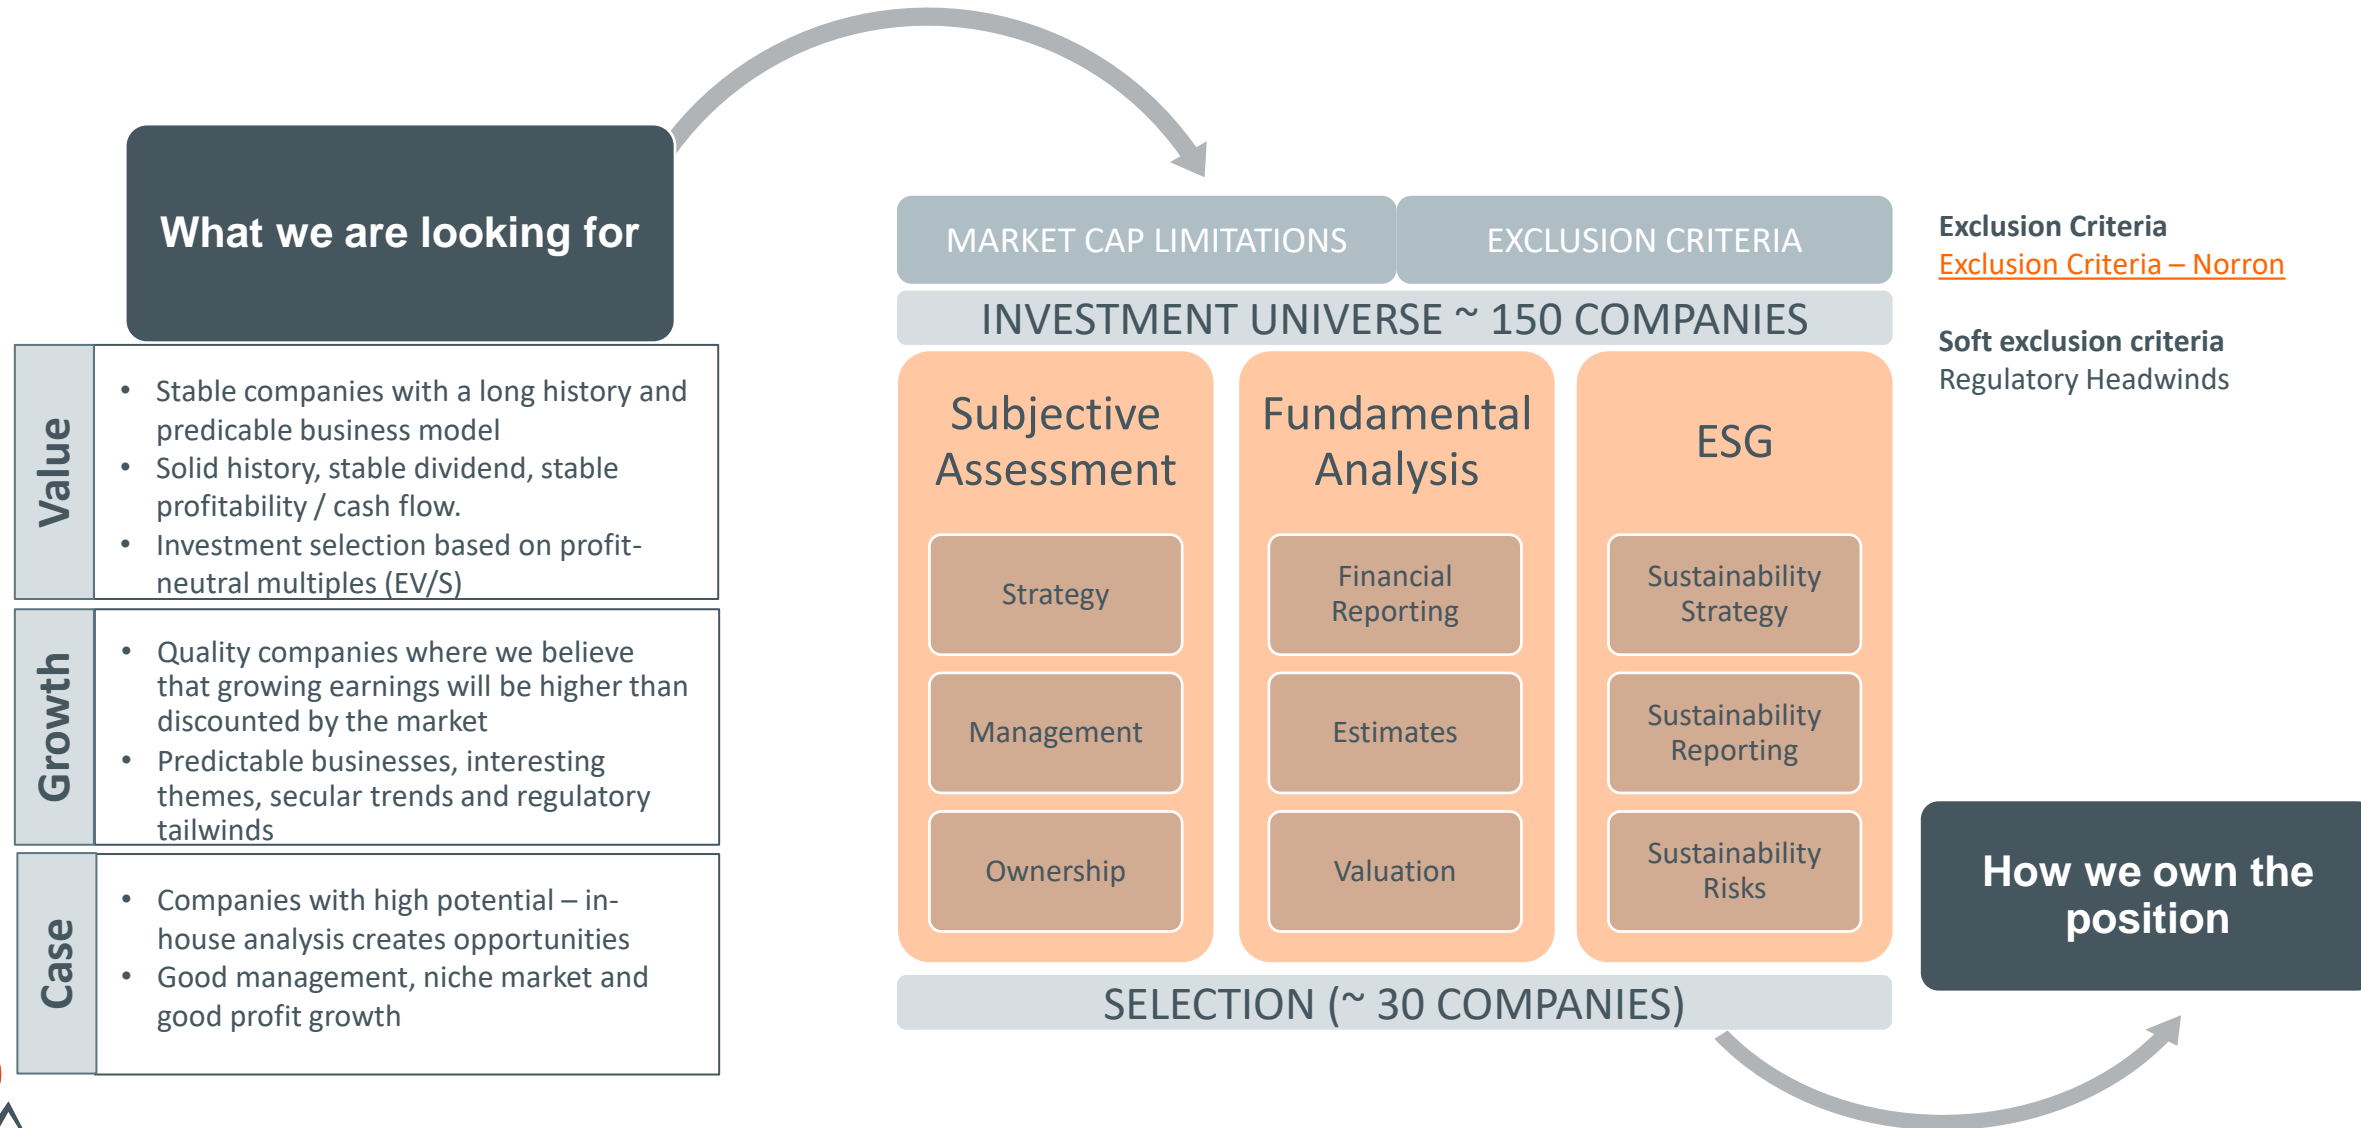 What we are looking for
Value
• Stable companies with a long history and
predicable business model
• Solid history, stable dividend, stable
profitability / cash flow.
• Investment selection based on profit-
neutral multiples (EV/S)
Growth
• Quality companies where we believe
that growing earnings will be higher than
discounted by the market
• Predictable businesses, interesting
themes, secular trends and regulatory
tailwinds
Case
• Companies with high potential – in-
house analysis creates opportunities
• Good management, niche market and
good profit growth
MARKET CAP LIMITATIONS
EXCLUSION CRITERIA
INVESTMENT UNIVERSE ~ 150 COMPANIES
Subjective
Assessment
Strategy
Management
Ownership
Fundamental
Analysis
Financial
Reporting
Estimates
Valuation
ESG
Sustainability
Strategy
Sustainability
Reporting
Sustainability
Risks
SELECTION (~ 30 COMPANIES)
Exclusion Criteria
Exclusion Criteria – Norron
Soft exclusion criteria
Regulatory Headwinds
How we own the
position